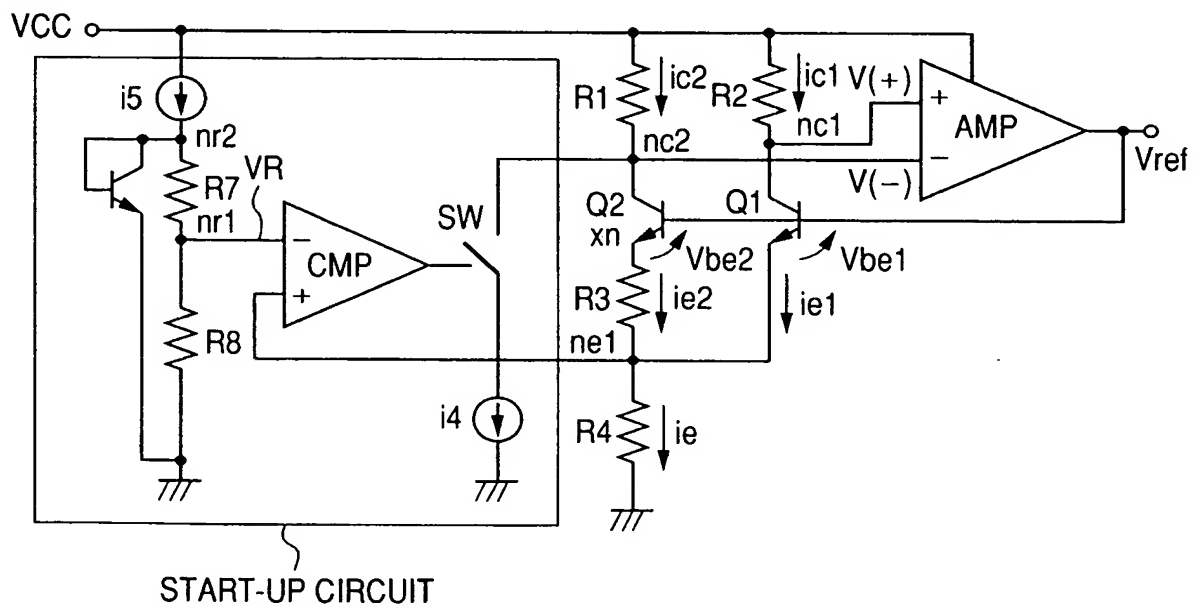 VCC
i5
nr2
R7
VR
nr1
R8
−
CMP
+
SW
i4
R1
ic2
R2
ic1
V(+)
nc1
nc2
V(−)
+
AMP
−
Vref
Q2
xn
Q1
Vbe2
Vbe1
R3
ie2
ie1
ne1
R4
ie
START-UP CIRCUIT